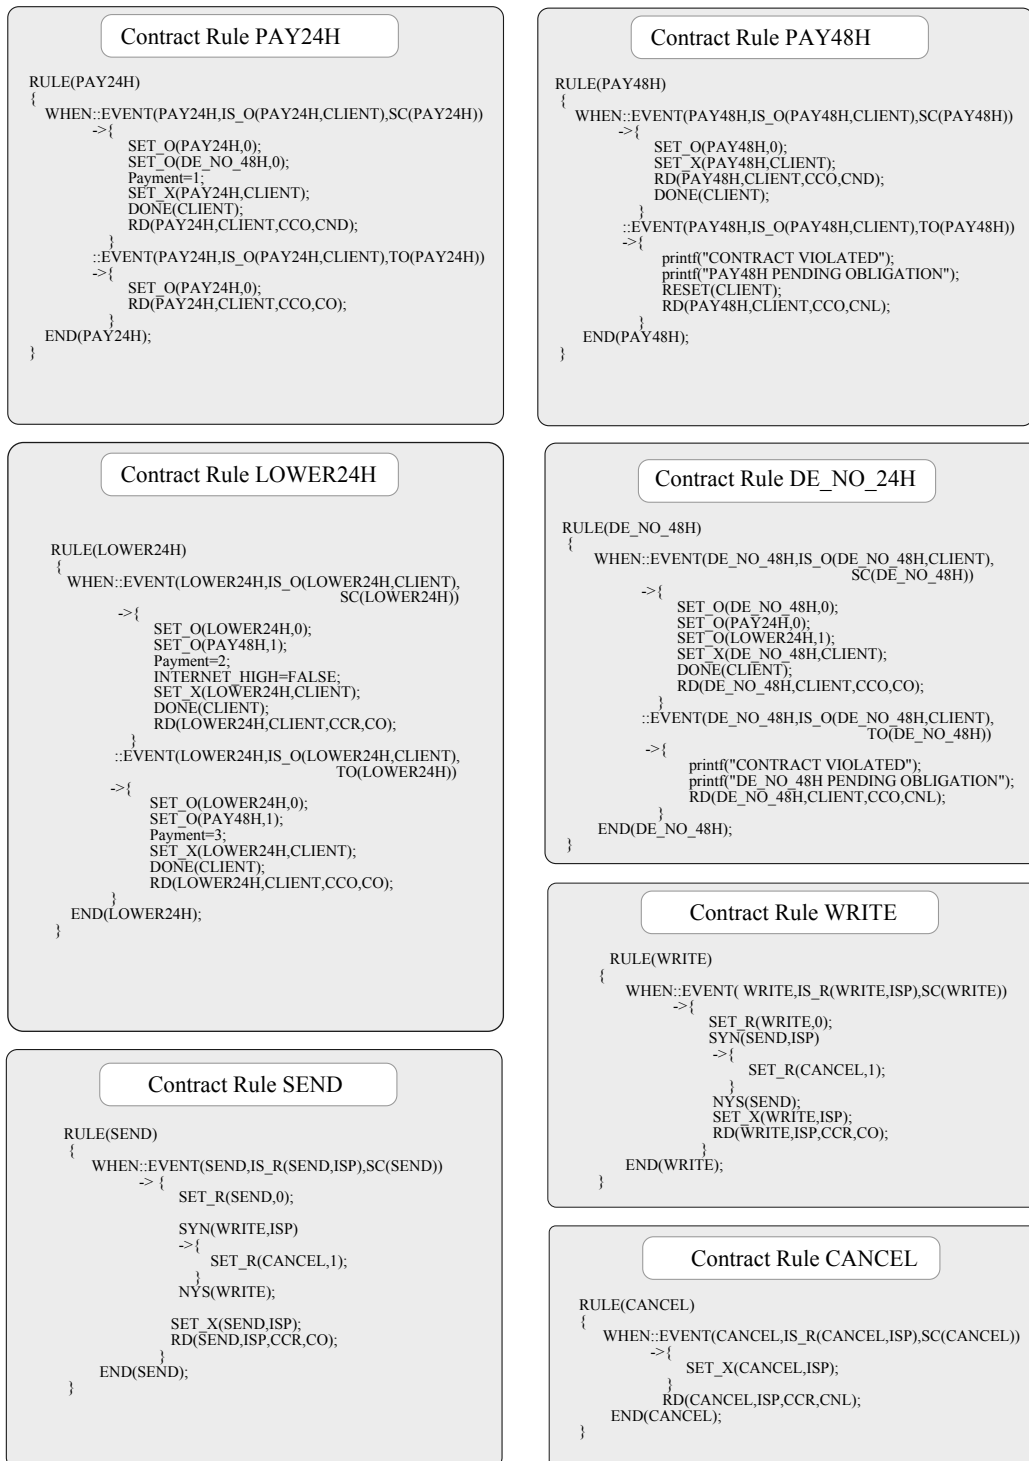 Contract Rule PAY24H
RULE(PAY24H)
{
WHEN::EVENT(PAY24H,IS_O(PAY24H,CLIENT),SC(PAY24H))
->{
SET_O(PAY24H,0);
SET_O(DE_NO_48H,0);
Payment=1;
SET_X(PAY24H,CLIENT);
DONE(CLIENT);
RD(PAY24H,CLIENT,CCO,CND);
}
::EVENT(PAY24H,IS_O(PAY24H,CLIENT),TO(PAY24H))
->{
SET_O(PAY24H,0);
RD(PAY24H,CLIENT,CCO,CO);
}
END(PAY24H);
}
Contract Rule PAY48H
RULE(PAY48H)
{
WHEN::EVENT(PAY48H,IS_O(PAY48H,CLIENT),SC(PAY48H))
->{
SET_O(PAY48H,0);
SET_X(PAY48H,CLIENT);
RD(PAY48H,CLIENT,CCO,CND);
DONE(CLIENT);
}
::EVENT(PAY48H,IS_O(PAY48H,CLIENT),TO(PAY48H))
->{
printf("CONTRACT VIOLATED");
printf("PAY48H PENDING OBLIGATION");
RESET(CLIENT);
RD(PAY48H,CLIENT,CCO,CNL);
}
END(PAY48H);
}
Contract Rule LOWER24H
RULE(LOWER24H)
{
WHEN::EVENT(LOWER24H,IS_O(LOWER24H,CLIENT),
SC(LOWER24H))
->{
SET_O(LOWER24H,0);
SET_O(PAY48H,1);
Payment=2;
INTERNET_HIGH=FALSE;
SET_X(LOWER24H,CLIENT);
DONE(CLIENT);
RD(LOWER24H,CLIENT,CCR,CO);
}
::EVENT(LOWER24H,IS_O(LOWER24H,CLIENT),
TO(LOWER24H))
->{
SET_O(LOWER24H,0);
SET_O(PAY48H,1);
Payment=3;
SET_X(LOWER24H,CLIENT);
DONE(CLIENT);
RD(LOWER24H,CLIENT,CCO,CO);
}
END(LOWER24H);
}
Contract Rule DE_NO_24H
RULE(DE_NO_48H)
{
WHEN::EVENT(DE_NO_48H,IS_O(DE_NO_48H,CLIENT),
SC(DE_NO_48H))
->{
SET_O(DE_NO_48H,0);
SET_O(PAY24H,0);
SET_O(LOWER24H,1);
SET_X(DE_NO_48H,CLIENT);
DONE(CLIENT);
RD(DE_NO_48H,CLIENT,CCO,CO);
}
::EVENT(DE_NO_48H,IS_O(DE_NO_48H,CLIENT),
TO(DE_NO_48H))
->{
printf("CONTRACT VIOLATED");
printf("DE_NO_48H PENDING OBLIGATION");
RD(DE_NO_48H,CLIENT,CCO,CNL);
}
END(DE_NO_48H);
}
Contract Rule WRITE
RULE(WRITE)
{
WHEN::EVENT( WRITE,IS_R(WRITE,ISP),SC(WRITE))
->{
SET_R(WRITE,0);
SYN(SEND,ISP)
->{
SET_R(CANCEL,1);
}
NYS(SEND);
SET_X(WRITE,ISP);
RD(WRITE,ISP,CCR,CO);
}
END(WRITE);
}
Contract Rule SEND
RULE(SEND)
{
WHEN::EVENT(SEND,IS_R(SEND,ISP),SC(SEND))
-> {
SET_R(SEND,0);
SYN(WRITE,ISP)
->{
SET_R(CANCEL,1);
}
NYS(WRITE);
SET_X(SEND,ISP);
RD(SEND,ISP,CCR,CO);
}
END(SEND);
}
Contract Rule CANCEL
RULE(CANCEL)
{
WHEN::EVENT(CANCEL,IS_R(CANCEL,ISP),SC(CANCEL))
->{
SET_X(CANCEL,ISP);
}
RD(CANCEL,ISP,CCR,CNL);
END(CANCEL);
}